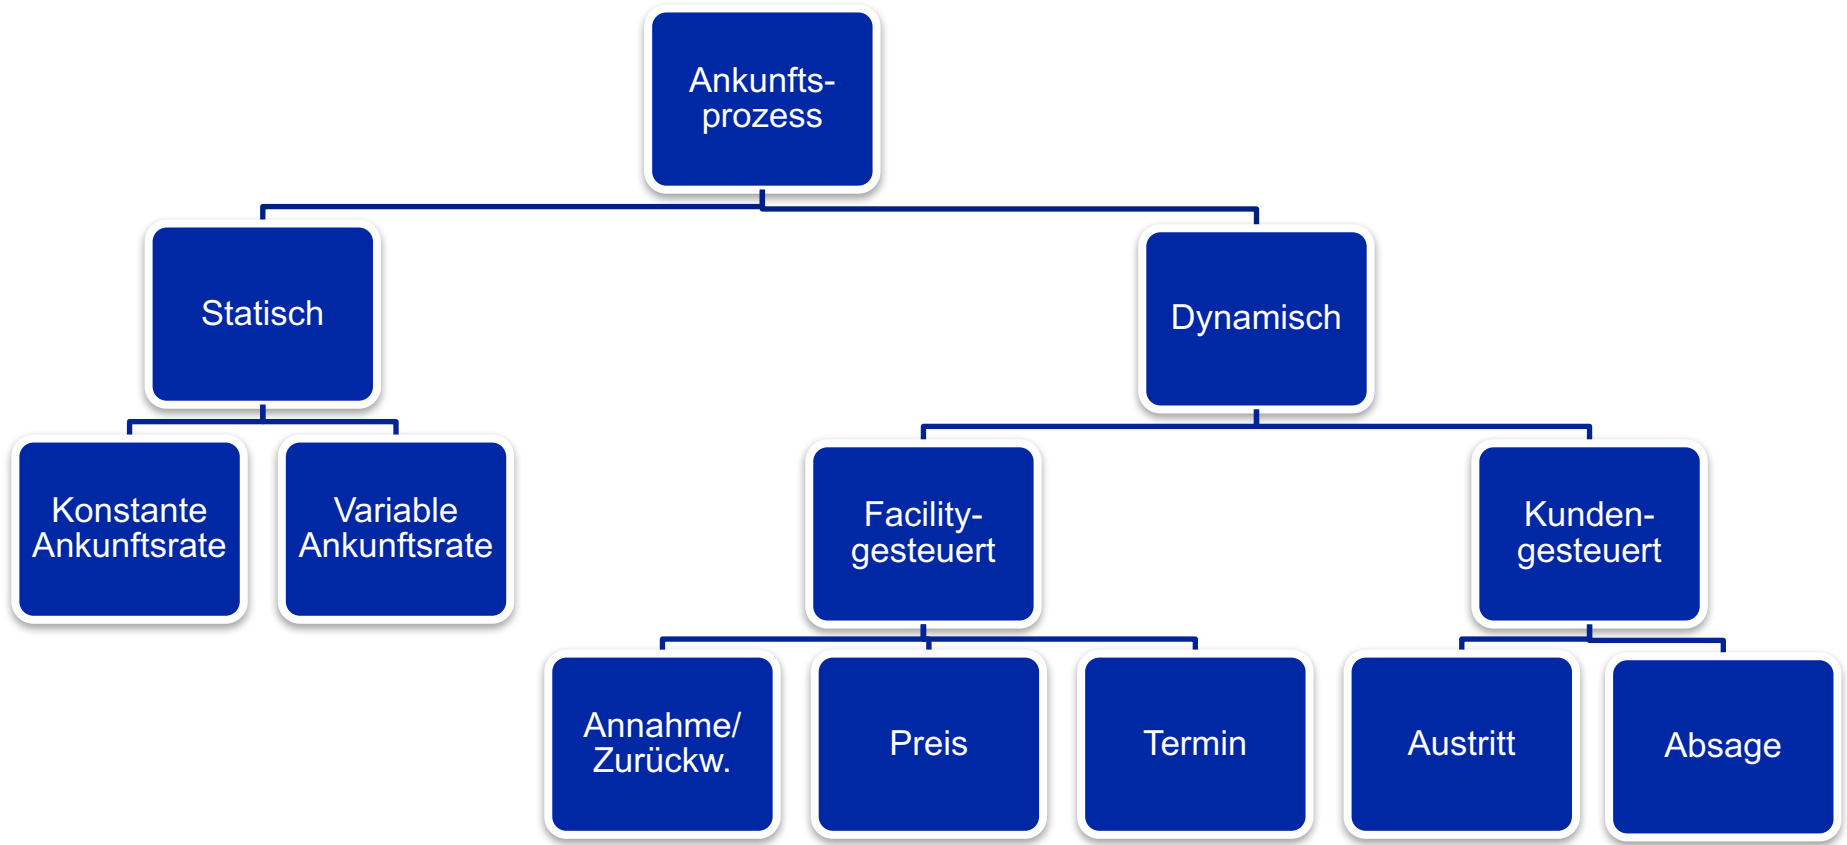 Ankunfts-
prozess
Statisch
Dynamisch
Konstante
Ankunftsrate
Variable
Ankunftsrate
Facility-
gesteuert
Kunden-
gesteuert
Annahme/
Zurückw.
Preis
Termin
Austritt
Absage